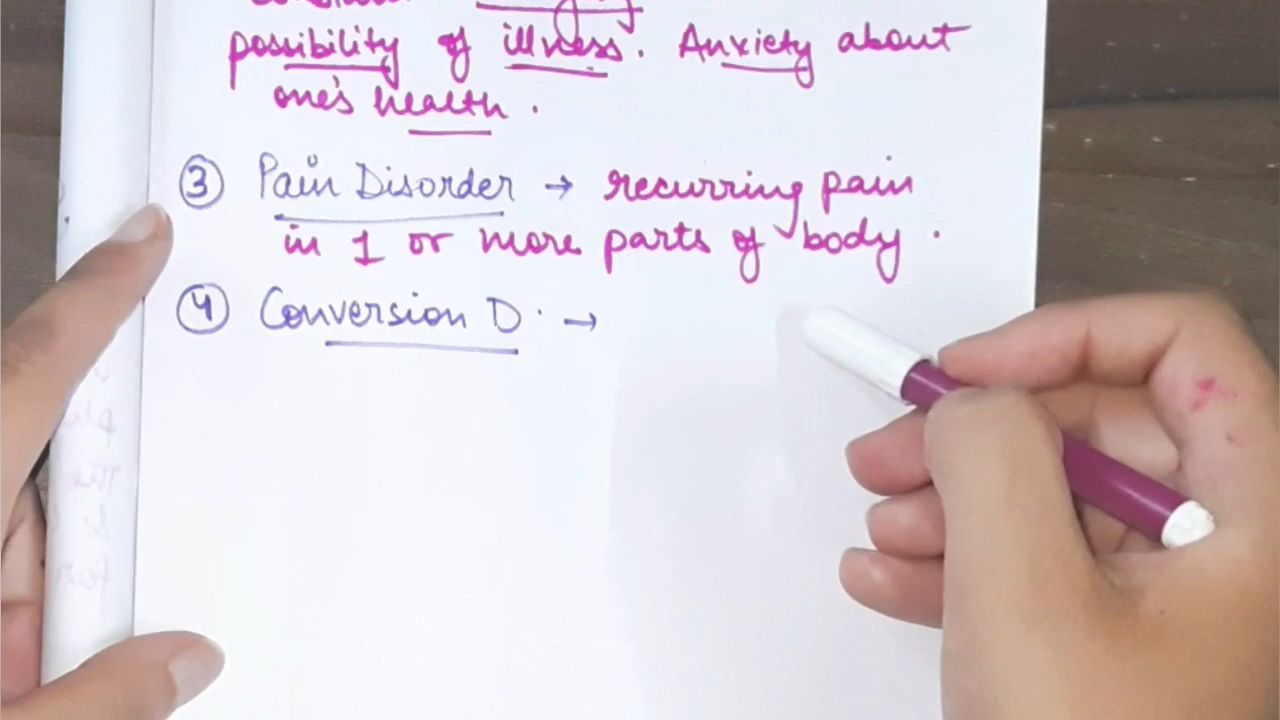 possibility of illness. Anxiety about
one's health.
③ Pain Disorder → recurring pain
in 1 or more parts of body.
④ Conversion D. →